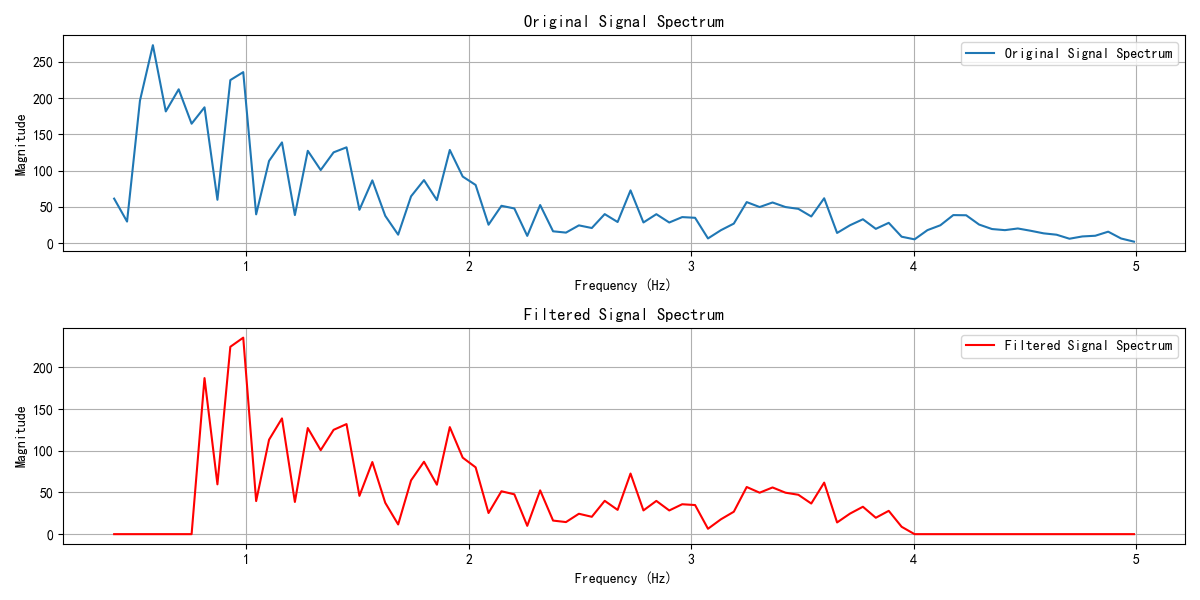 Original Signal Spectrum
Original Signal Spectrum
Magnitude
250
200
150
100
50
0
1 2 3 4 5
Frequency (Hz)
Filtered Signal Spectrum
Filtered Signal Spectrum
Magnitude
200
150
100
50
0
1 2 3 4 5
Frequency (Hz)